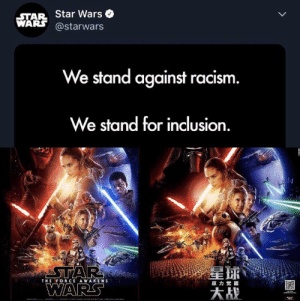 STAR WARS
Star Wars
@starwars
We stand against racism.
We stand for inclusion.
STAR
THE FORCE AWAKENS
WARS
星球
原力觉醒
大战